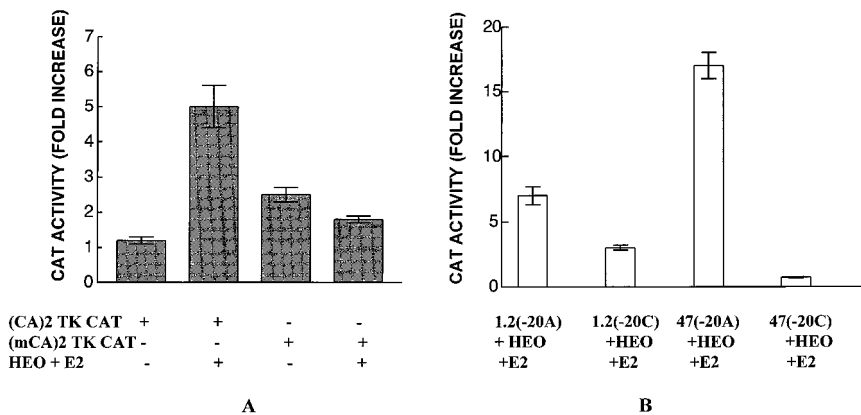 CAT ACTIVITY (FOLD INCREASE)
7
6
5
4
3
2
1
0
(CA)2 TK CAT + + - -
(mCA)2 TK CAT - - + +
HEO + E2 - + - +
A
CAT ACTIVITY (FOLD INCREASE)
20
15
10
5
0
1.2(-20A) 1.2(-20C) 47(-20A) 47(-20C)
+ HEO +HEO +HEO +HEO
+E2 +E2 +E2 +E2
B